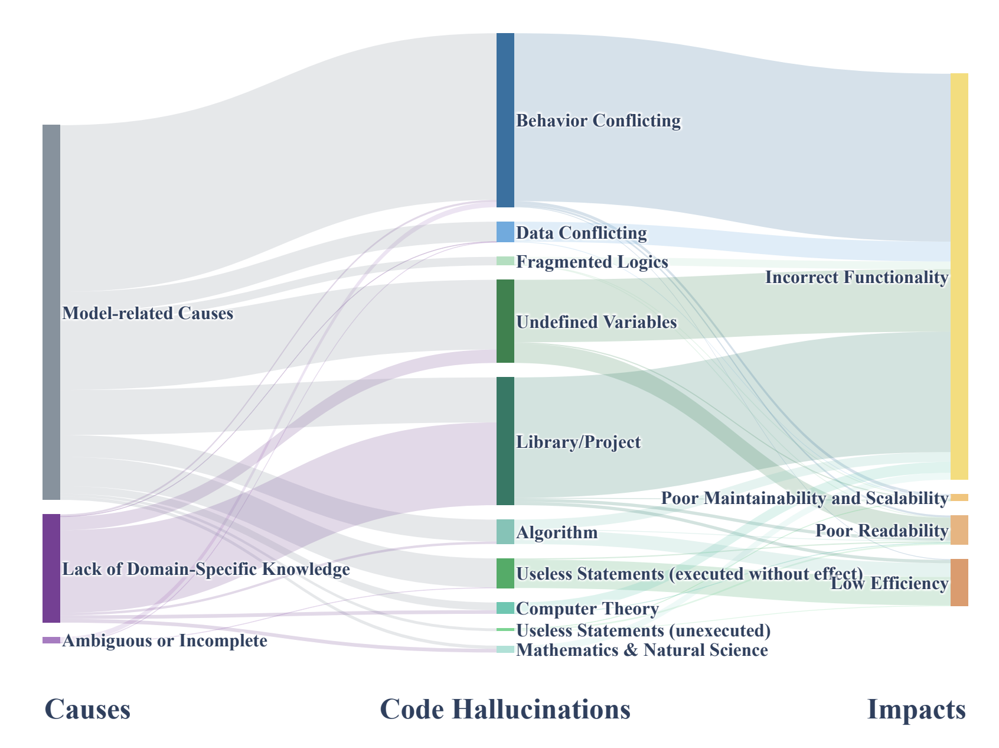 Behavior Conflicting
Data Conflicting
Fragmented Logics
Incorrect Functionality
Model-related Causes
Undefined Variables
Library/Project
Poor Maintainability and Scalability
Algorithm
Poor Readability
Lack of Domain-Specific Knowledge
Useless Statements (executed without effect)
Low Efficiency
Computer Theory
Useless Statements (unexecuted)
Ambiguous or Incomplete
Mathematics & Natural Science
Causes
Code Hallucinations
Impacts